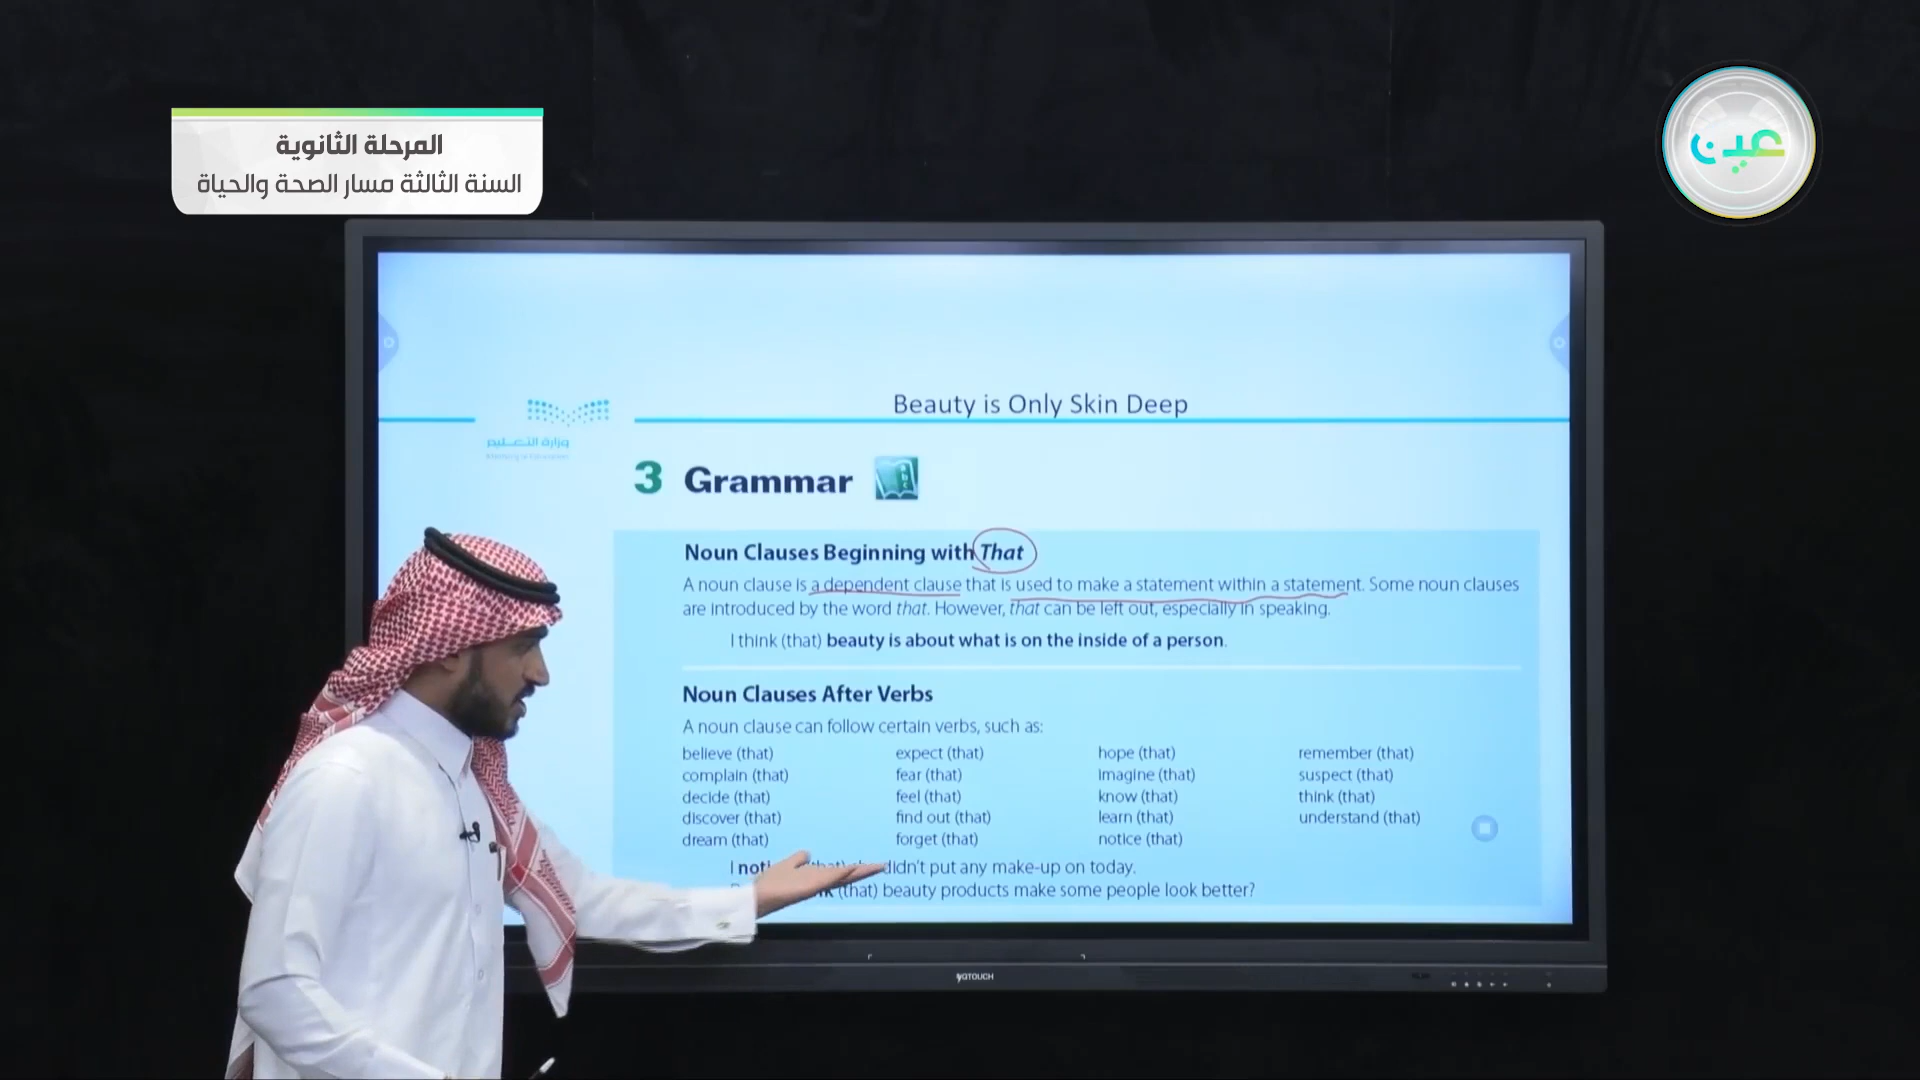 المرحلة الثانوية
السنة الثالثة مسار الصحة والحياة
عين
Beauty is Only Skin Deep
وزارة التعليم
Ministry of Education
3 Grammar
abc
Noun Clauses Beginning with That
A noun clause is a dependent clause that is used to make a statement within a statement. Some noun clauses
are introduced by the word that. However, that can be left out, especially in speaking.
I think (that) beauty is about what is on the inside of a person.
Noun Clauses After Verbs
A noun clause can follow certain verbs, such as:
believe (that) expect (that) hope (that) remember (that)
complain (that) fear (that) imagine (that) suspect (that)
decide (that) feel (that) know (that) think (that)
discover (that) find out (that) learn (that) understand (that)
dream (that) forget (that) notice (that)
I (that) didn't put any make-up on today.
(that) beauty products make some people look better?
QTOUCH